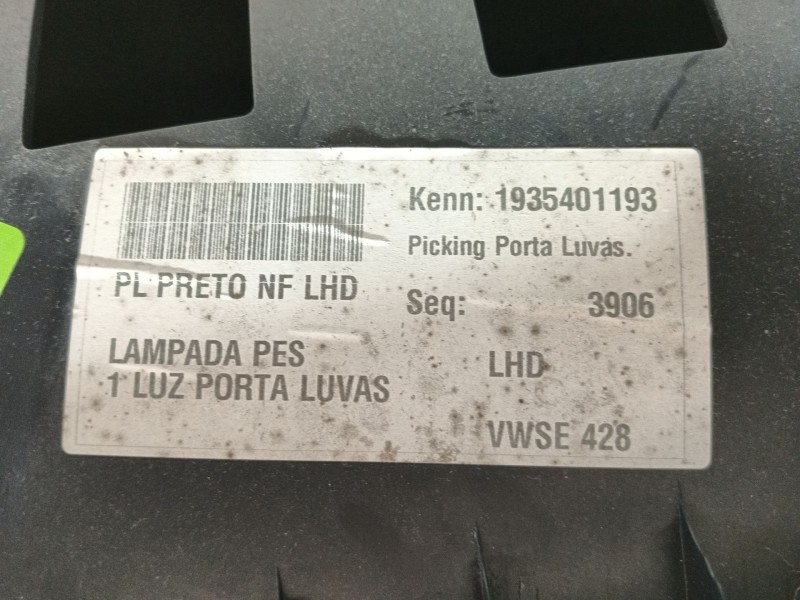 Kenn: 1935401193
Picking Porta Luvas.
PL PRETO NF LHD
Seq: 3906
LAMPADA PES
1 LUZ PORTA LUVAS
LHD
VWSE 428